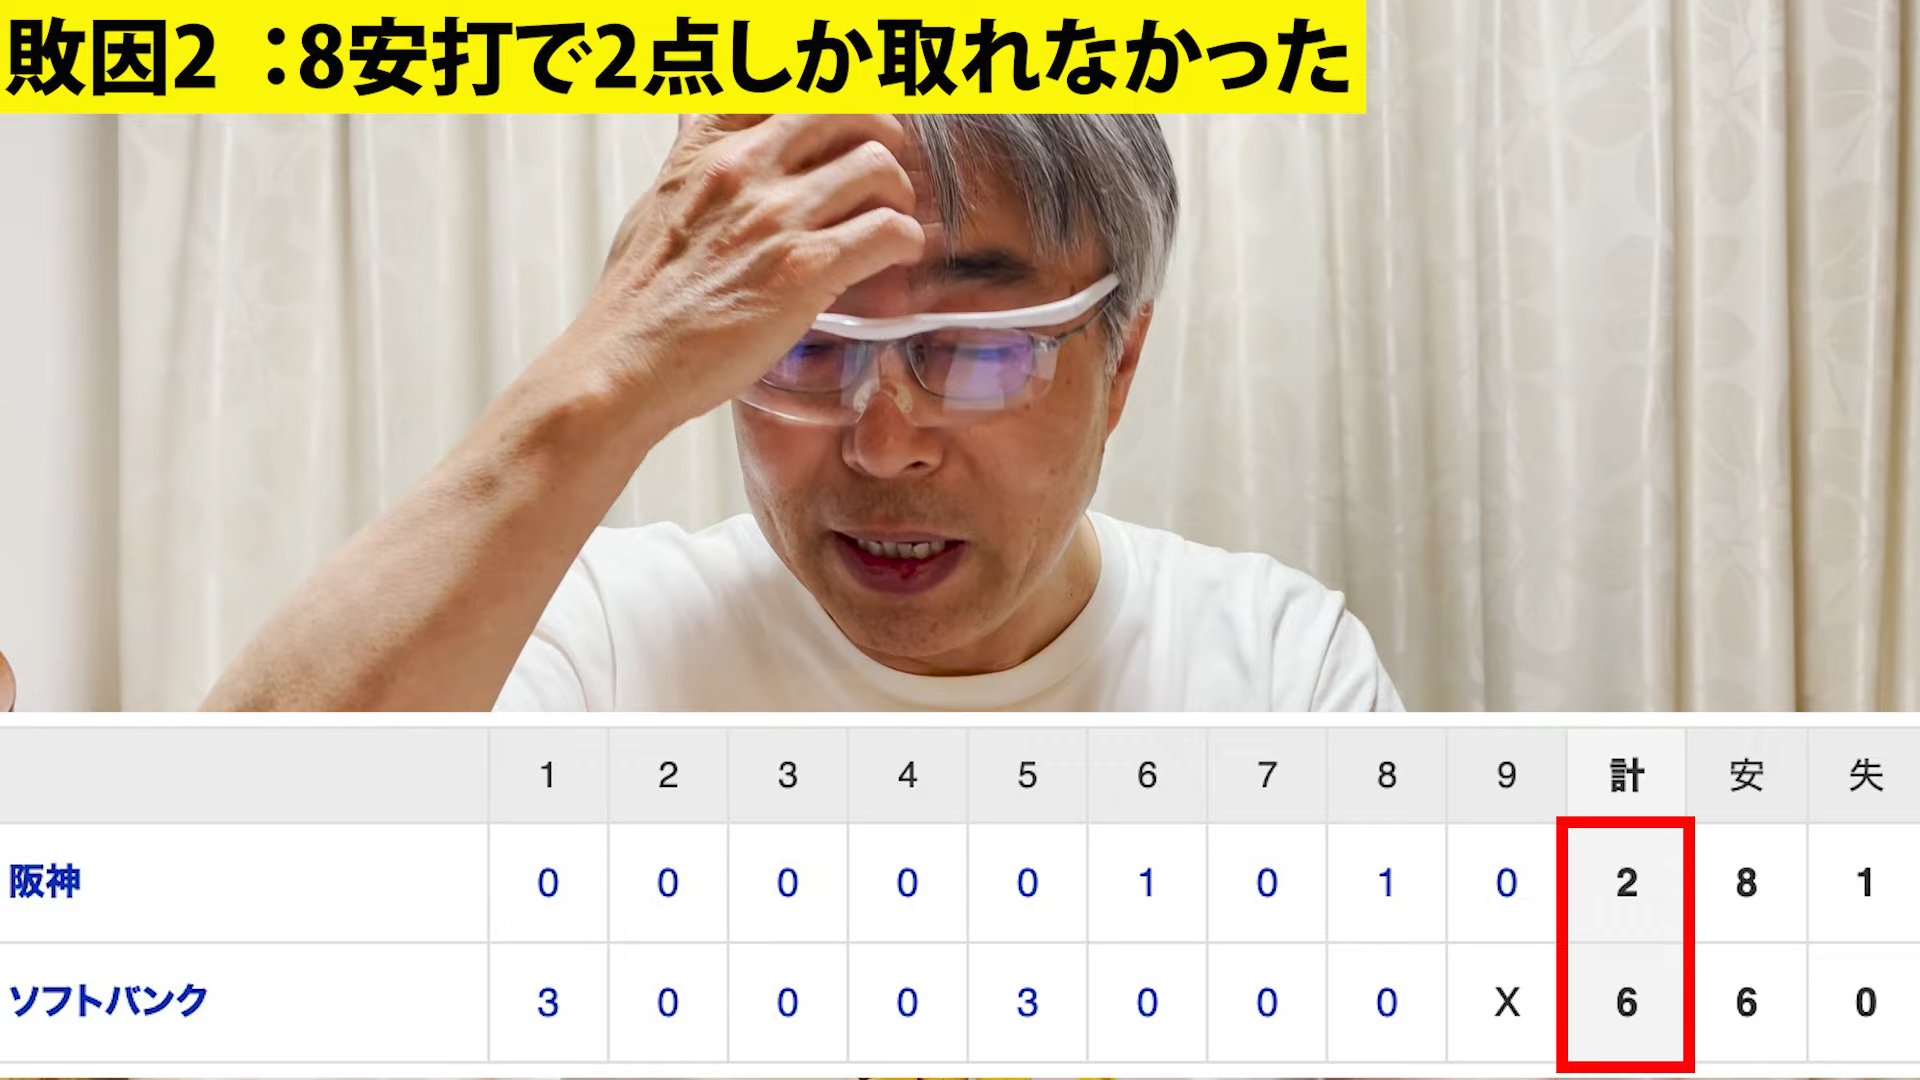 敗因2：8安打で2点しか取れなかった
1 2 3 4 5 6 7 8 9 計 安 失
阪神 0 0 0 0 0 1 0 1 0 2 8 1
ソフトバンク 3 0 0 0 3 0 0 0 X 6 6 0